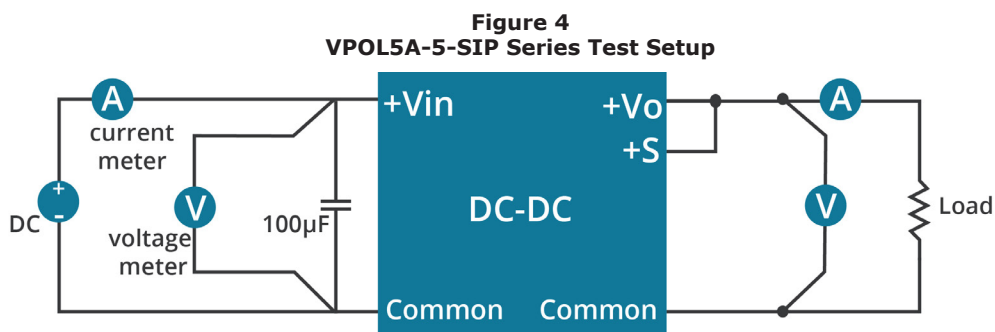 Figure 4
VPOL5A-5-SIP Series Test Setup
A
current
meter
+Vin
+Vo
+S
A
+
-
DC
V
voltage
meter
100µF
DC-DC
V
Load
Common
Common